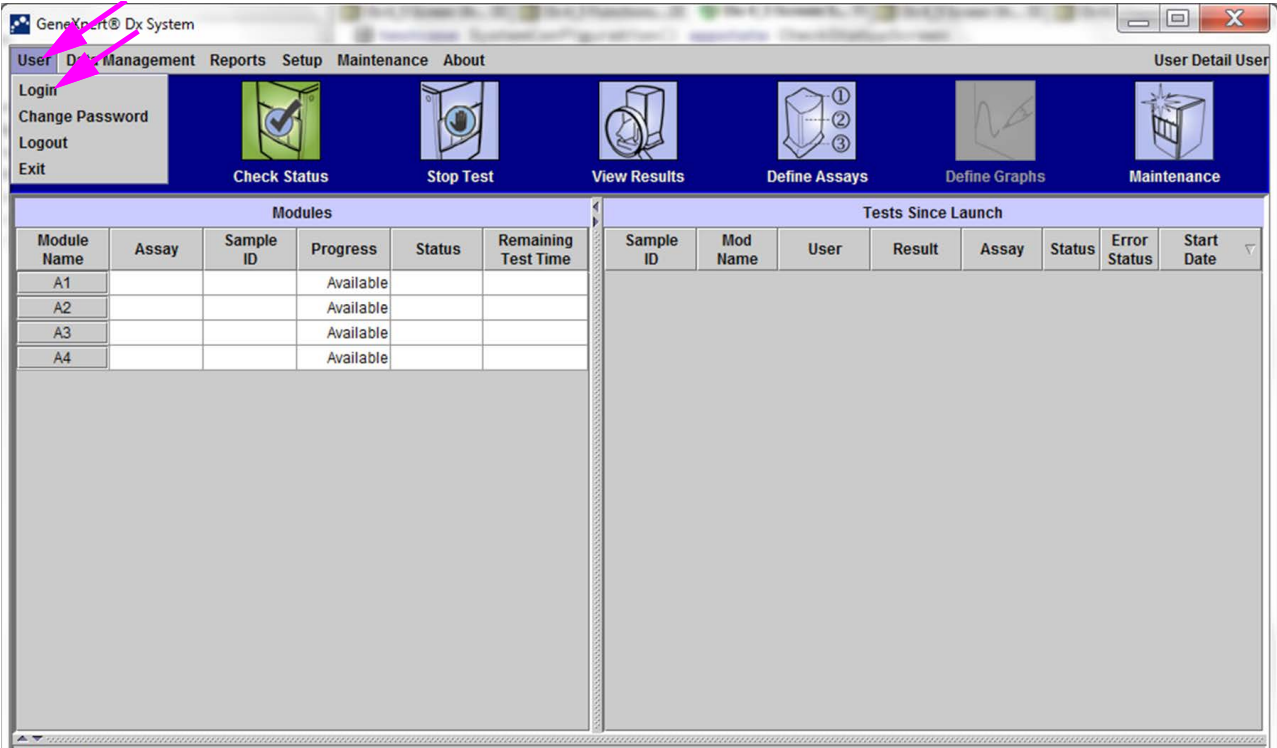 GeneXpert® Dx System
User Data Management Reports Setup Maintenance About User Detail User
Login
Change Password
Logout
Exit
Check Status Stop Test View Results Define Assays Define Graphs Maintenance
① ② ③
Modules
Module Name Assay Sample ID Progress Status Remaining Test Time
A1 Available
A2 Available
A3 Available
A4 Available
Tests Since Launch
Sample ID Mod Name User Result Assay Status Error Status Start Date